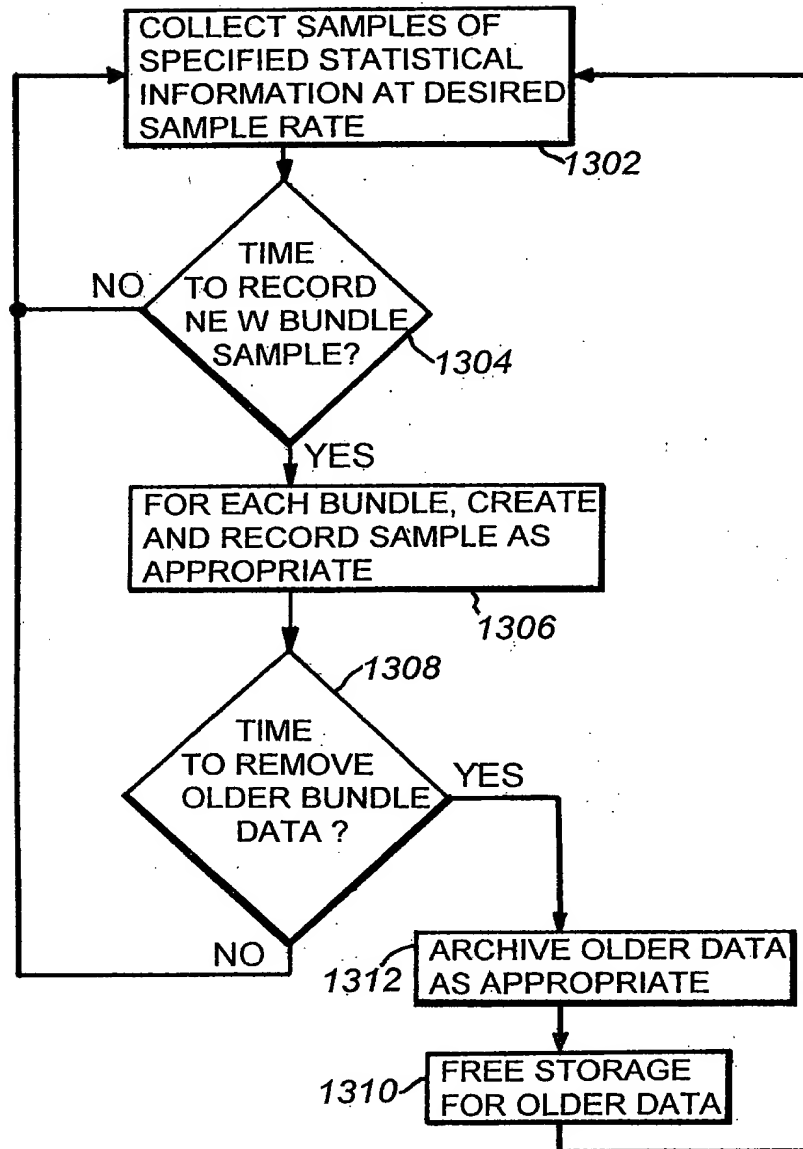 COLLECT SAMPLES OF
SPECIFIED STATISTICAL
INFORMATION AT DESIRED
SAMPLE RATE
1302
TIME
TO RECORD
NE W BUNDLE
SAMPLE?
NO
1304
YES
FOR EACH BUNDLE, CREATE
AND RECORD SAMPLE AS
APPROPRIATE
1306
1308
TIME
TO REMOVE
OLDER BUNDLE
DATA ?
YES
NO
1312
ARCHIVE OLDER DATA
AS APPROPRIATE
1310
FREE STORAGE
FOR OLDER DATA